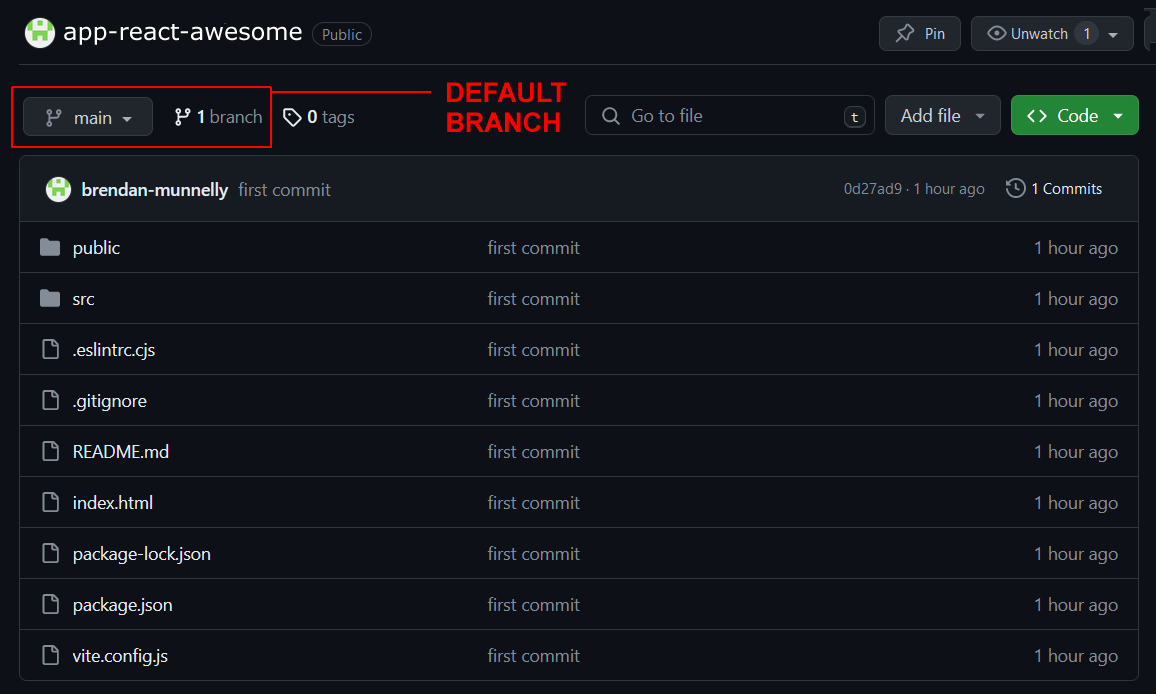 app-react-awesome Public Pin Unwatch 1
DEFAULT
BRANCH
main 1 branch 0 tags Go to file t Add file Code
brendan-munnelly first commit 0d27ad9 · 1 hour ago 1 Commits
public first commit 1 hour ago
src first commit 1 hour ago
.eslintrc.cjs first commit 1 hour ago
.gitignore first commit 1 hour ago
README.md first commit 1 hour ago
index.html first commit 1 hour ago
package-lock.json first commit 1 hour ago
package.json first commit 1 hour ago
vite.config.js first commit 1 hour ago